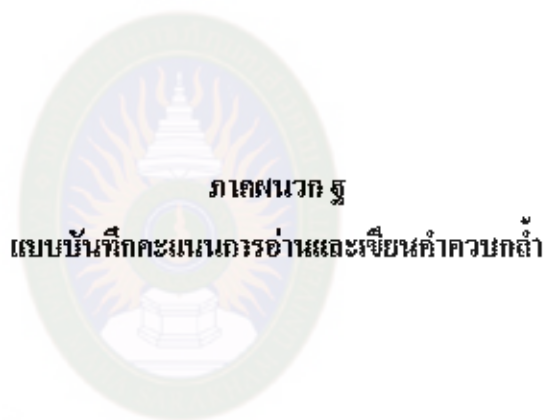 ภาคผนวก ฐ
แบบบันทึกคะแนนการอ่านและเขียนคำควบกล้ำ